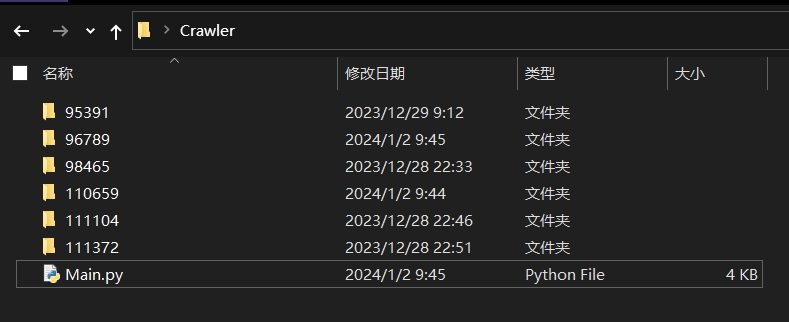 Crawler
名称 修改日期 类型 大小
95391 2023/12/29 9:12 文件夹
96789 2024/1/2 9:45 文件夹
98465 2023/12/28 22:33 文件夹
110659 2024/1/2 9:44 文件夹
111104 2023/12/28 22:46 文件夹
111372 2023/12/28 22:51 文件夹
Main.py 2024/1/2 9:45 Python File 4 KB